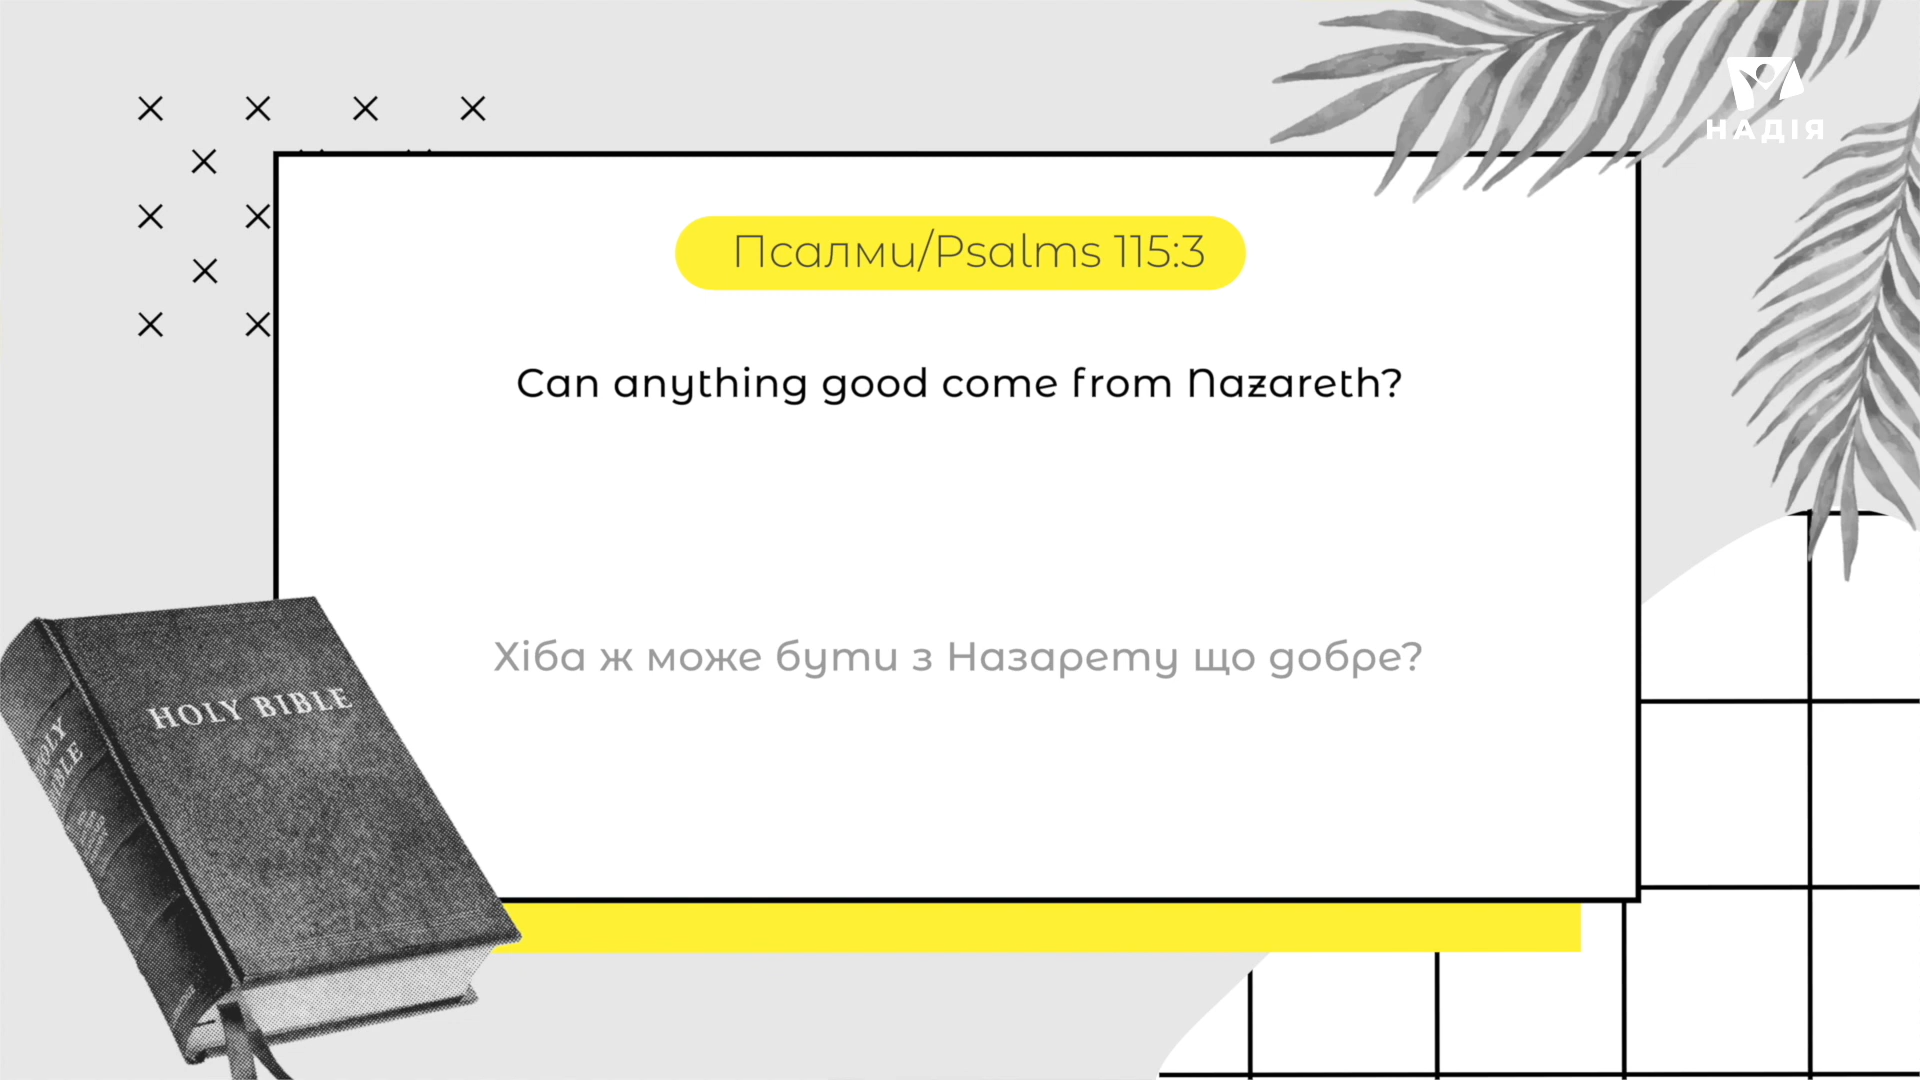 НАДІЯ
Псалми/Psalms 115:3
Can anything good come from Nazareth?
Хіба ж може бути з Назарету що добре?
HOLY BIBLE
HOLY
BIBLE